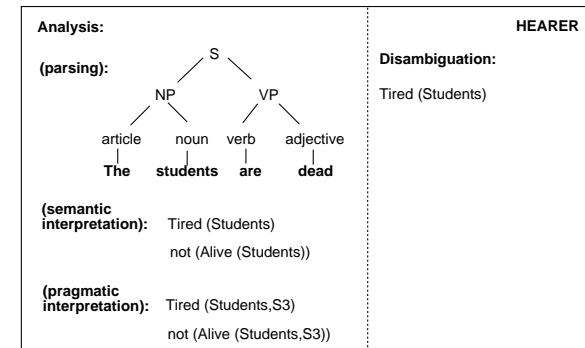 Analysis:
HEARER
(parsing):
S
NP VP
article noun verb adjective
The students are dead
(semantic
interpretation): Tired (Students)
not (Alive (Students))
(pragmatic
interpretation): Tired (Students,S3)
not (Alive (Students,S3))
Disambiguation:
Tired (Students)